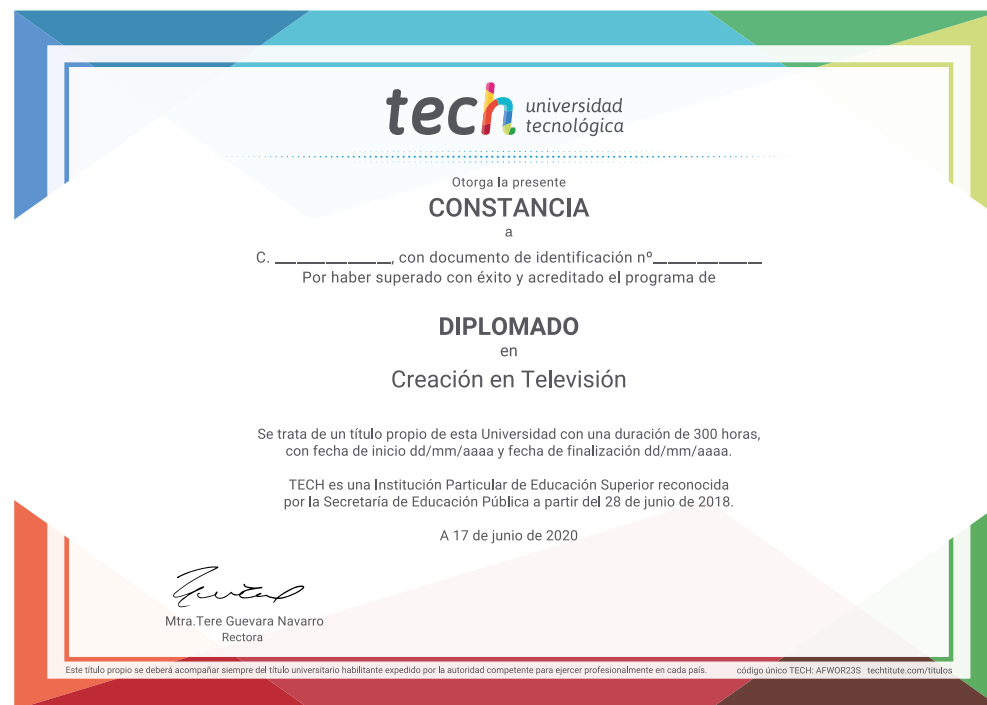 tech universidad
tecnológica
Otorga la presente
CONSTANCIA
a
C. ________________, con documento de identificación nº_______________
Por haber superado con éxito y acreditado el programa de
DIPLOMADO
en
Creación en Televisión
Se trata de un título propio de esta Universidad con una duración de 300 horas,
con fecha de inicio dd/mm/aaaa y fecha de finalización dd/mm/aaaa.
TECH es una Institución Particular de Educación Superior reconocida
por la Secretaría de Educación Pública a partir del 28 de junio de 2018.
A 17 de junio de 2020
Mtra.Tere Guevara Navarro
Rectora
Este título propio se deberá acompañar siempre del título universitario habilitante expedido por la autoridad competente para ejercer profesionalmente en cada país. código único TECH: AFWOR23S techtitute.com/titulos